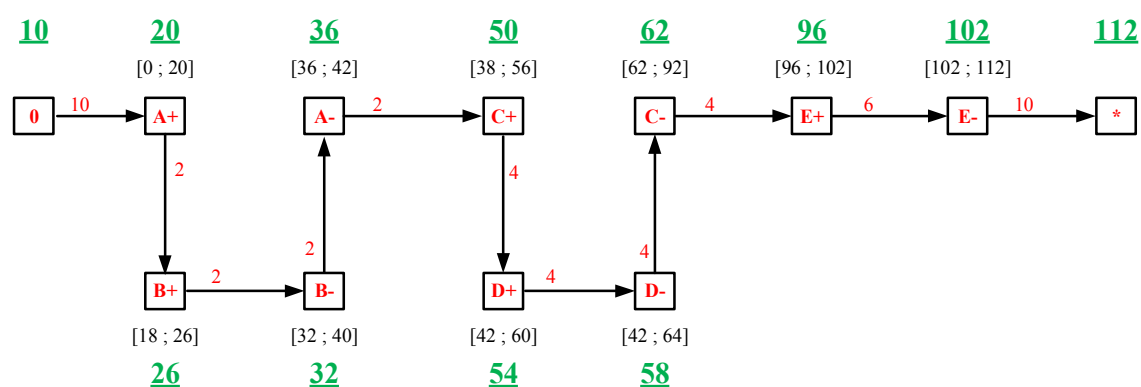 10 20 36 50 62 96 102 112
[0 ; 20] [36 ; 42] [38 ; 56] [62 ; 92] [96 ; 102] [102 ; 112]
0 10 A+ A- 2 C+ C- 4 E+ 6 E- 10 *
2 4
2 4
B+ 2 B- D+ 4 D-
[18 ; 26] [32 ; 40] [42 ; 60] [42 ; 64]
26 32 54 58